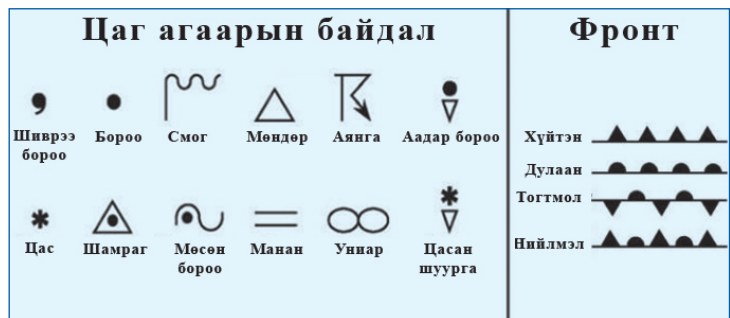 Цаг агаарын байдал
Шиврээ бороо
Бороо
Смог
Мөндөр
Аянга
Аадар бороо
Цас
Шамраг
Мөсөн бороо
Манан
Униар
Цасан шуурга
Фронт
Хүйтэн
Дулаан
Тогтмол
Нийлмэл